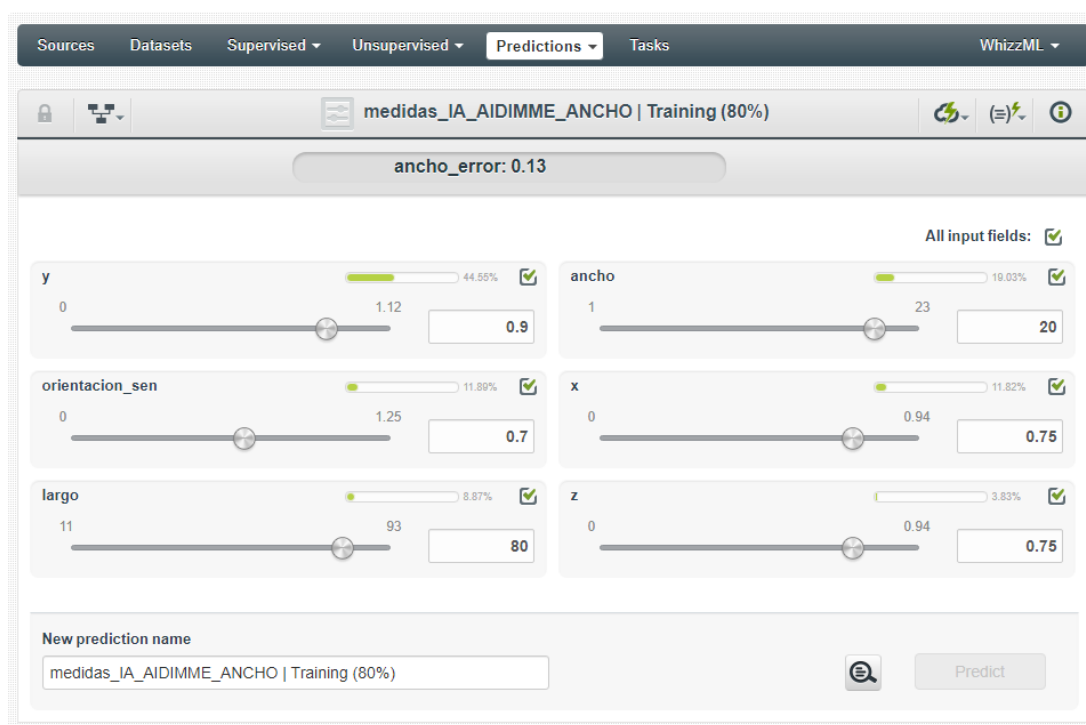 Sources Datasets Supervised Unsupervised Predictions Tasks WhizzML
medidas_IA_AIDIMME_ANCHO | Training (80%)
ancho_error: 0.13
All input fields:
y 44.55% ancho 19.03%
0 1.12 0.9 1 23 20
orientacion_sen 11.89% x 11.82%
0 1.25 0.7 0 0.94 0.75
largo 8.87% z 3.83%
11 93 80 0 0.94 0.75
New prediction name
medidas_IA_AIDIMME_ANCHO | Training (80%) Predict